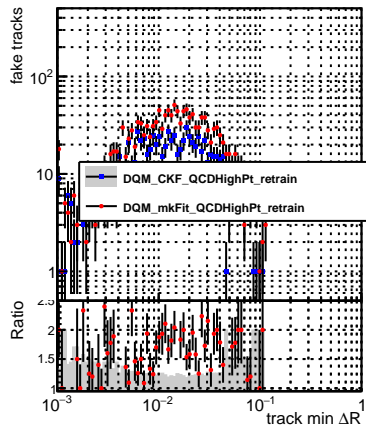 fake tracks
10²
10
1
DQM_CKF_QCDHighPt_retrain
DQM_mkFit_QCDHighPt_retrain
Ratio
2.5
2
1.5
1
10⁻³ 10⁻² 10⁻¹ 1
track min ΔR